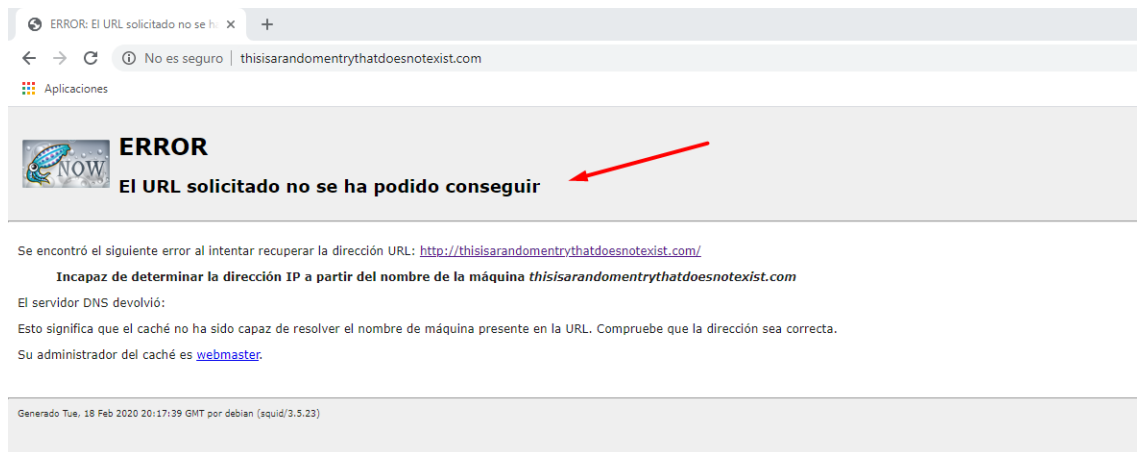 ERROR: El URL solicitado no se h
No es seguro | thisisarandomentrythatdoesnotexist.com
Aplicaciones
NOW
ERROR
El URL solicitado no se ha podido conseguir
Se encontró el siguiente error al intentar recuperar la dirección URL: http://thisisarandomentrythatdoesnotexist.com/
Incapaz de determinar la dirección IP a partir del nombre de la máquina thisisarandomentrythatdoesnotexist.com
El servidor DNS devolvió:
Esto significa que el caché no ha sido capaz de resolver el nombre de máquina presente en la URL. Compruebe que la dirección sea correcta.
Su administrador del caché es webmaster.
Generado Tue, 18 Feb 2020 20:17:39 GMT por debian (squid/3.5.23)